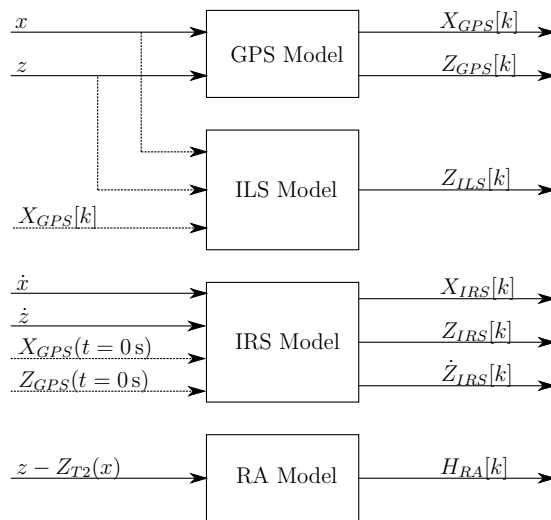 x
X_{GPS}[k]
GPS Model
z
Z_{GPS}[k]
ILS Model
Z_{ILS}[k]
X_{GPS}[k]
ẋ
X_{IRS}[k]
ż
IRS Model
Z_{IRS}[k]
X_{GPS}(t = 0 s)
Z_{GPS}(t = 0 s)
Ż_{IRS}[k]
z − Z_{T2}(x)
RA Model
H_{RA}[k]